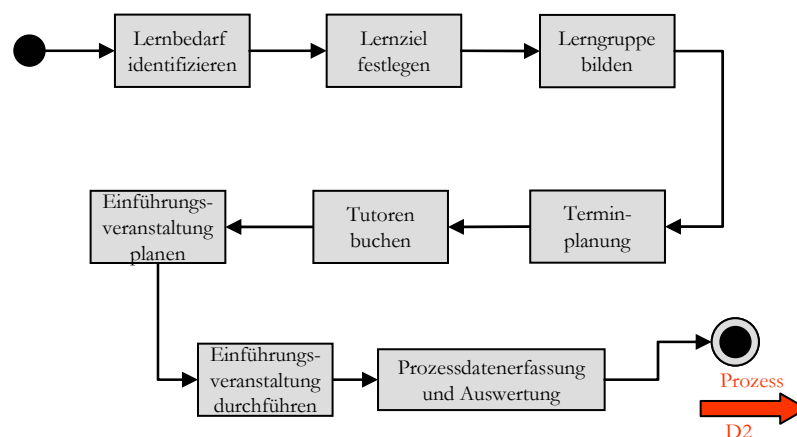 Lernbedarf
identifizieren
Lernziel
festlegen
Lerngruppe
bilden
Einführungs-
veranstaltung
planen
Tutoren
buchen
Termin-
planung
Einführungs-
veranstaltung
durchführen
Prozessdatenerfassung
und Auswertung
Prozess
D2